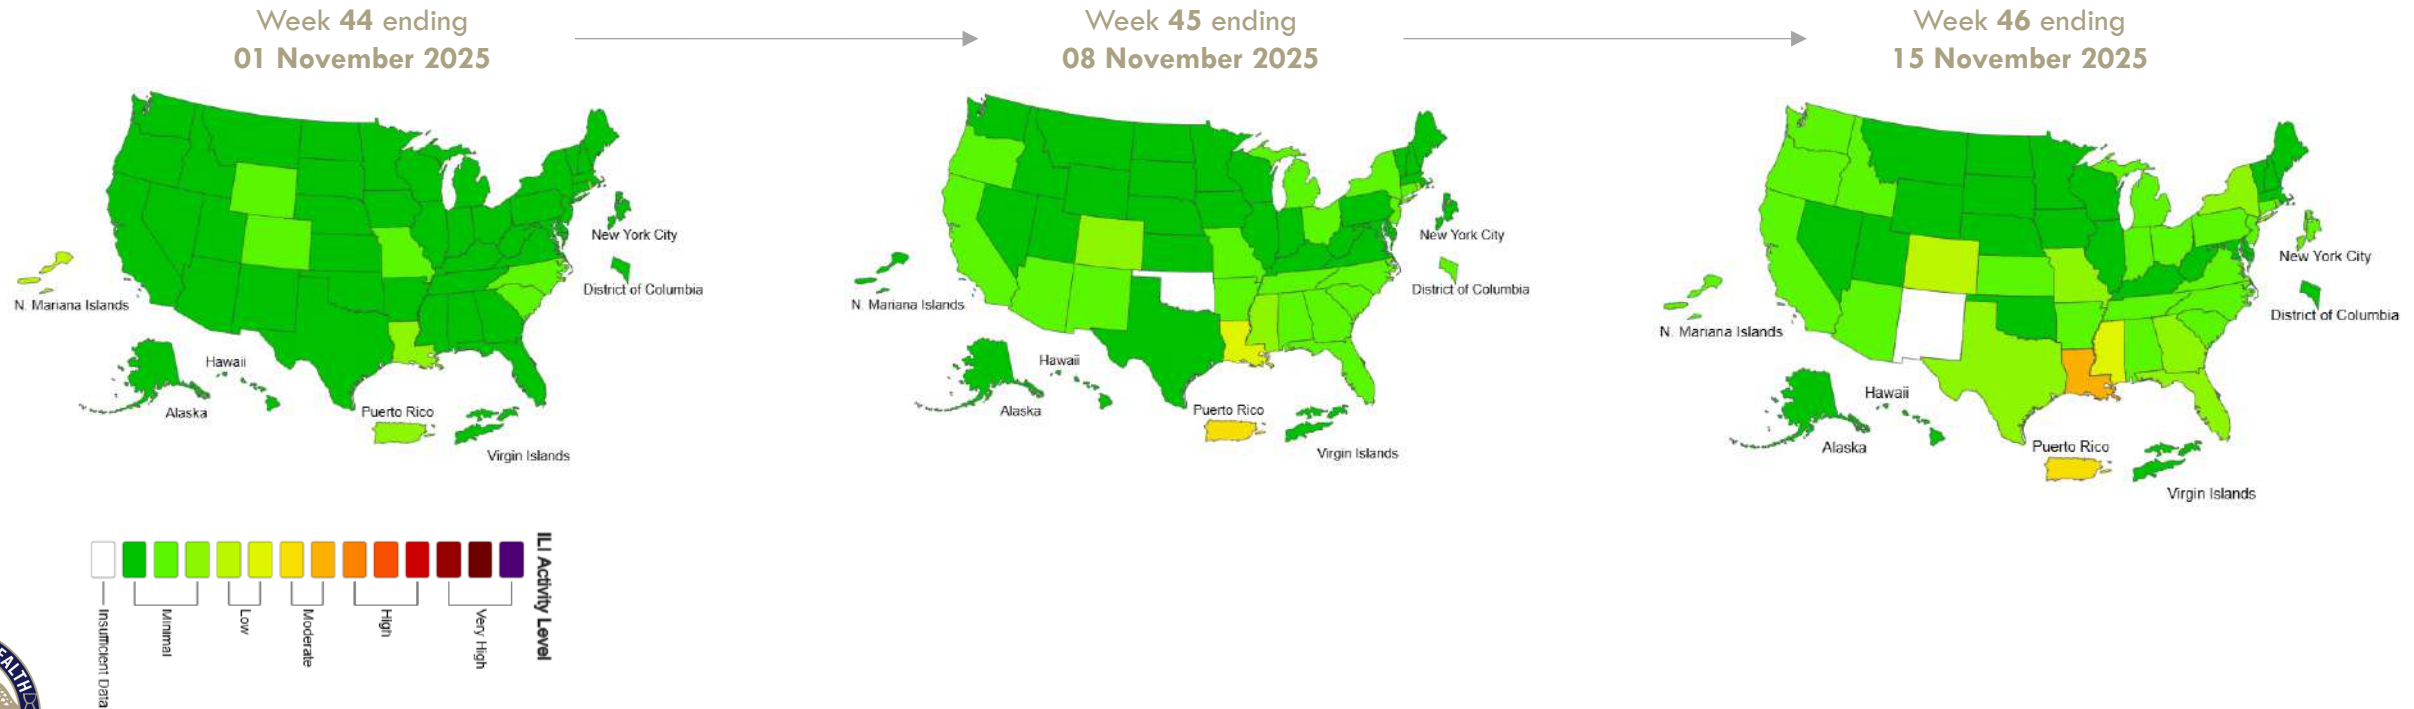 Week 44 ending
01 November 2025
Week 45 ending
08 November 2025
Week 46 ending
15 November 2025
New York City
District of Columbia
N. Mariana Islands
Hawaii
Alaska
Puerto Rico
Virgin Islands
New York City
District of Columbia
N. Mariana Islands
Hawaii
Alaska
Puerto Rico
Virgin Islands
New York City
District of Columbia
N. Mariana Islands
Hawaii
Alaska
Puerto Rico
Virgin Islands
ILI Activity Level
Insufficient Data
Minimal
Low
Moderate
High
Very High